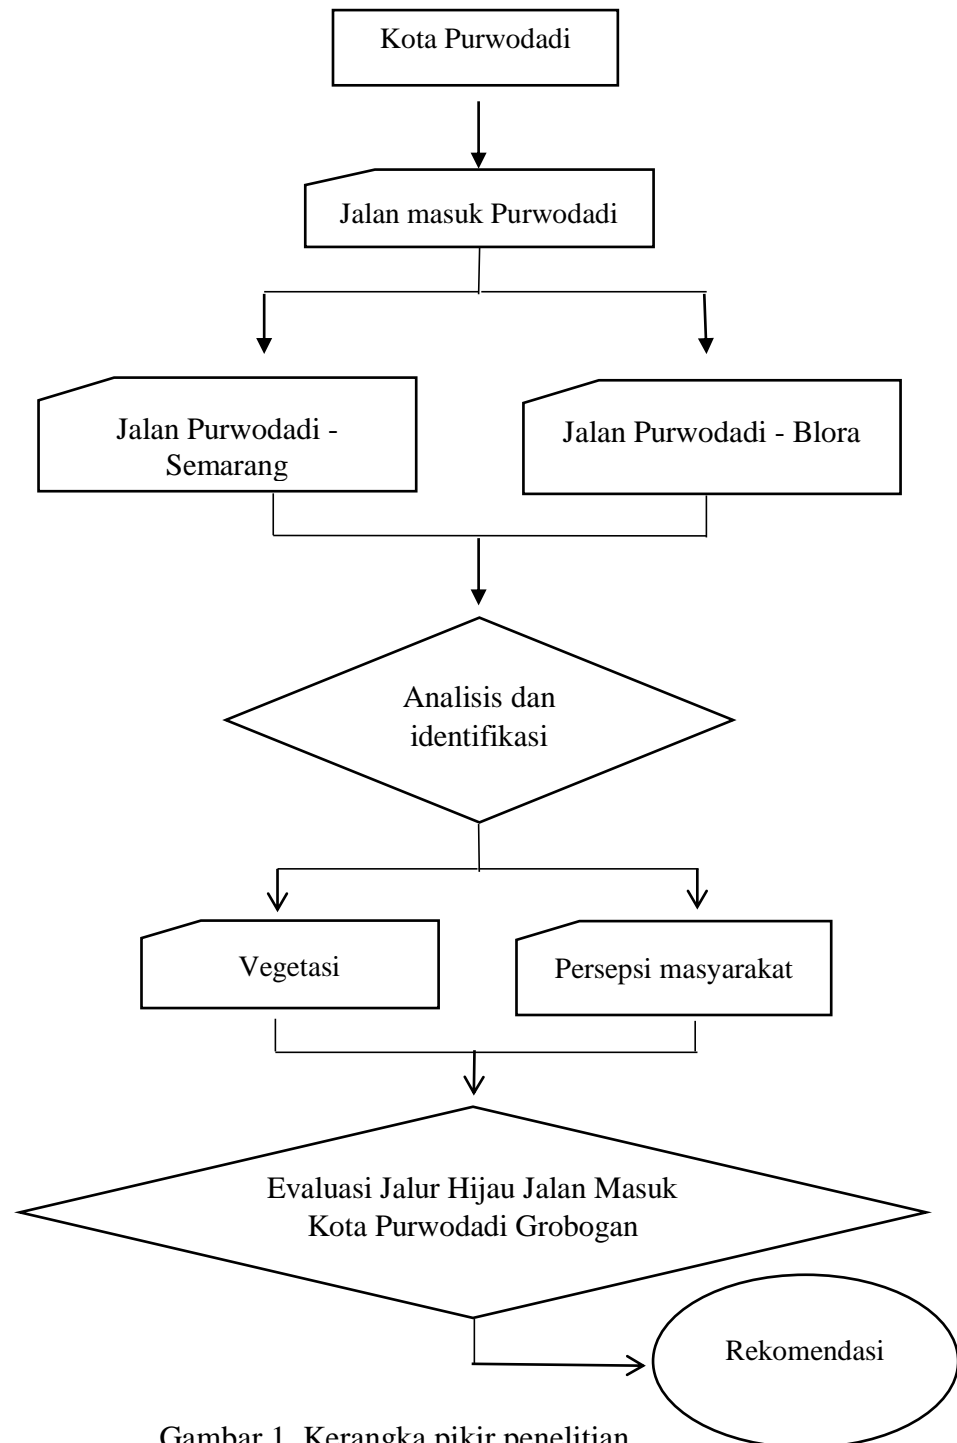 Kota Purwodadi
Jalan masuk Purwodadi
Jalan Purwodadi -
Semarang
Jalan Purwodadi - Blora
Analisis dan
identifikasi
Vegetasi
Persepsi masyarakat
Evaluasi Jalur Hijau Jalan Masuk
Kota Purwodadi Grobogan
Rekomendasi
Gambar 1. Kerangka pikir penelitian